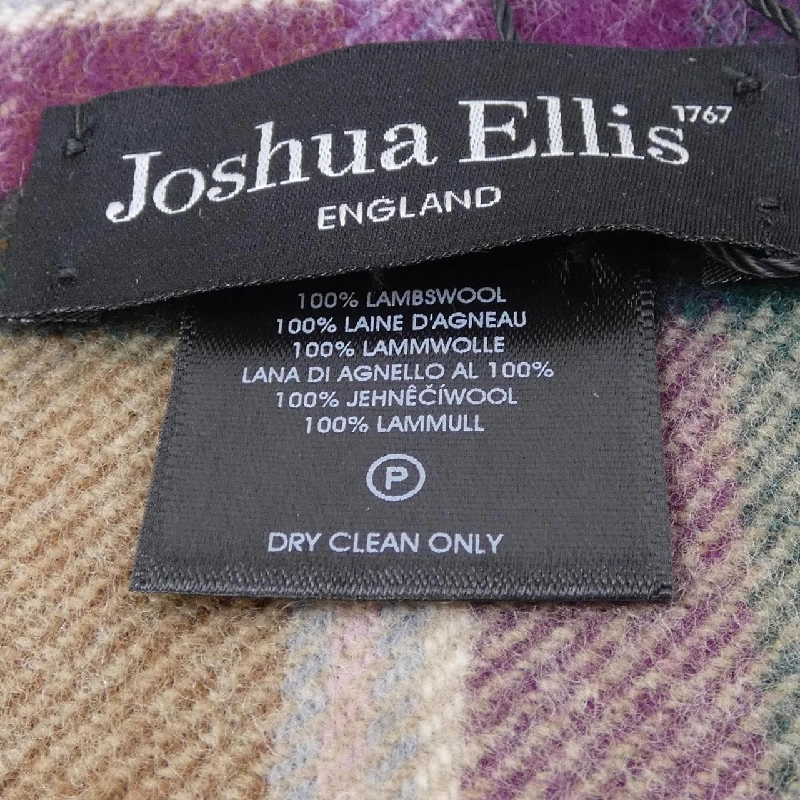 Joshua Ellis 1767
ENGLAND
100% LAMBSWOOL
100% LAINE D'AGNEAU
100% LAMMWOLLE
LANA DI AGNELLO AL 100%
100% JEHNÊČÍWOOL
100% LAMMULL
P
DRY CLEAN ONLY